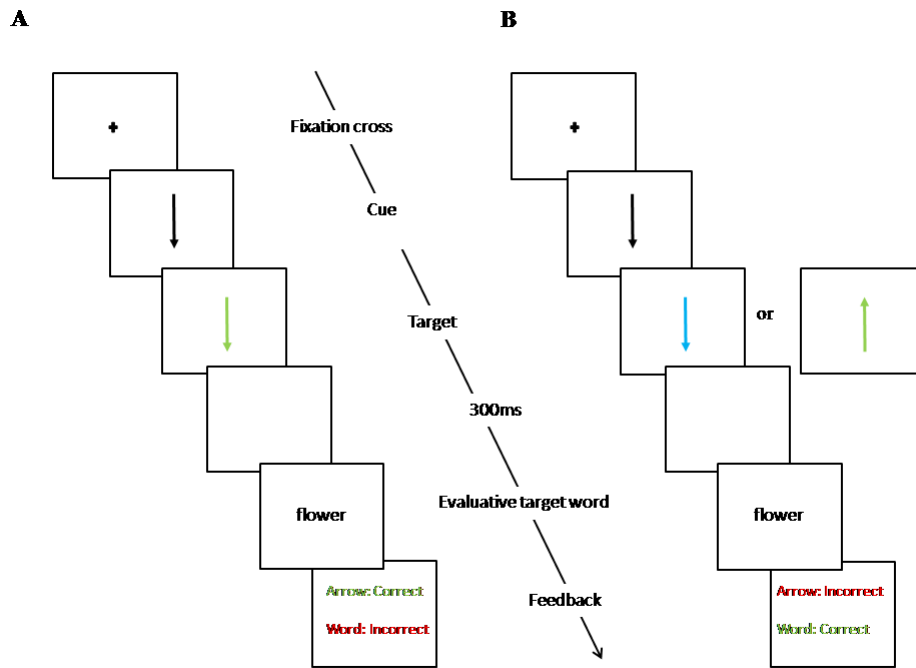 A
B
Fixation cross
Cue
Target
or
300ms
Evaluative target word
flower
flower
Feedback
Arrow: Correct
Word: Incorrect
Arrow: Incorrect
Word: Correct